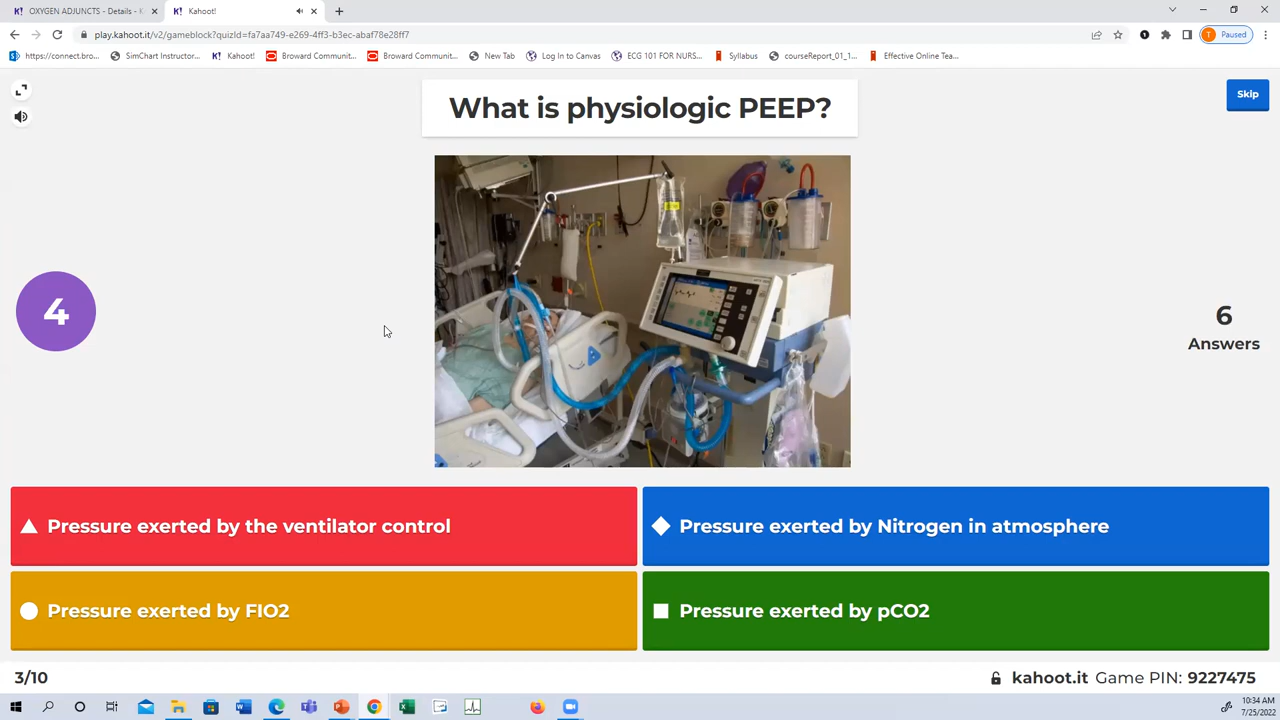 OXYGEN ADJUNCTS - Details - K
K! Kahoot!
play.kahoot.it/v2/gameblock?quizId=fa7aa749-e269-4ff3-b3ec-abaf78e28ff7
T Paused
https://connect.bro...
SimChart Instructor...
K! Kahoot!
Broward Communit...
Broward Communit...
New Tab
Log In to Canvas
ECG 101 FOR NURS...
Syllabus
courseReport_01_1...
Effective Online Tea...
What is physiologic PEEP?
Skip
4
6
Answers
Pressure exerted by the ventilator control
Pressure exerted by Nitrogen in atmosphere
Pressure exerted by FIO2
Pressure exerted by pCO2
3/10
kahoot.it Game PIN: 9227475
10:34 AM
7/25/2022